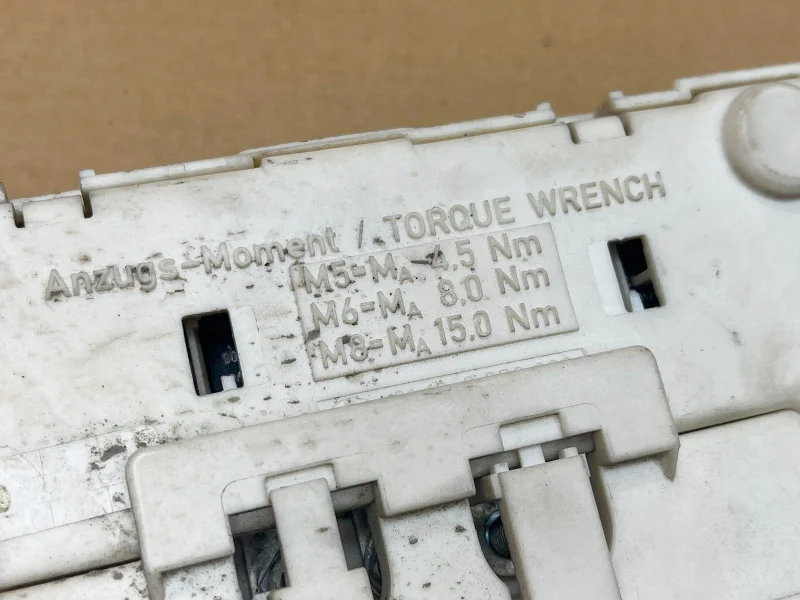 Anzugs-Moment / TORQUE WRENCH
M5=MA 4.5 Nm
M6=MA 8.0 Nm
M8=MA 15.0 Nm